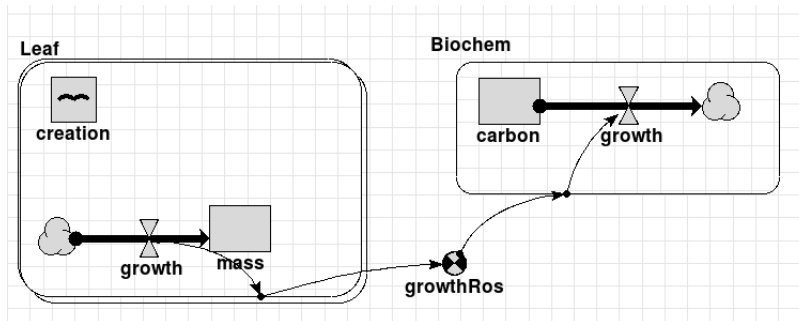 Leaf
creation
growth
mass
Biochem
carbon
growth
growthRos